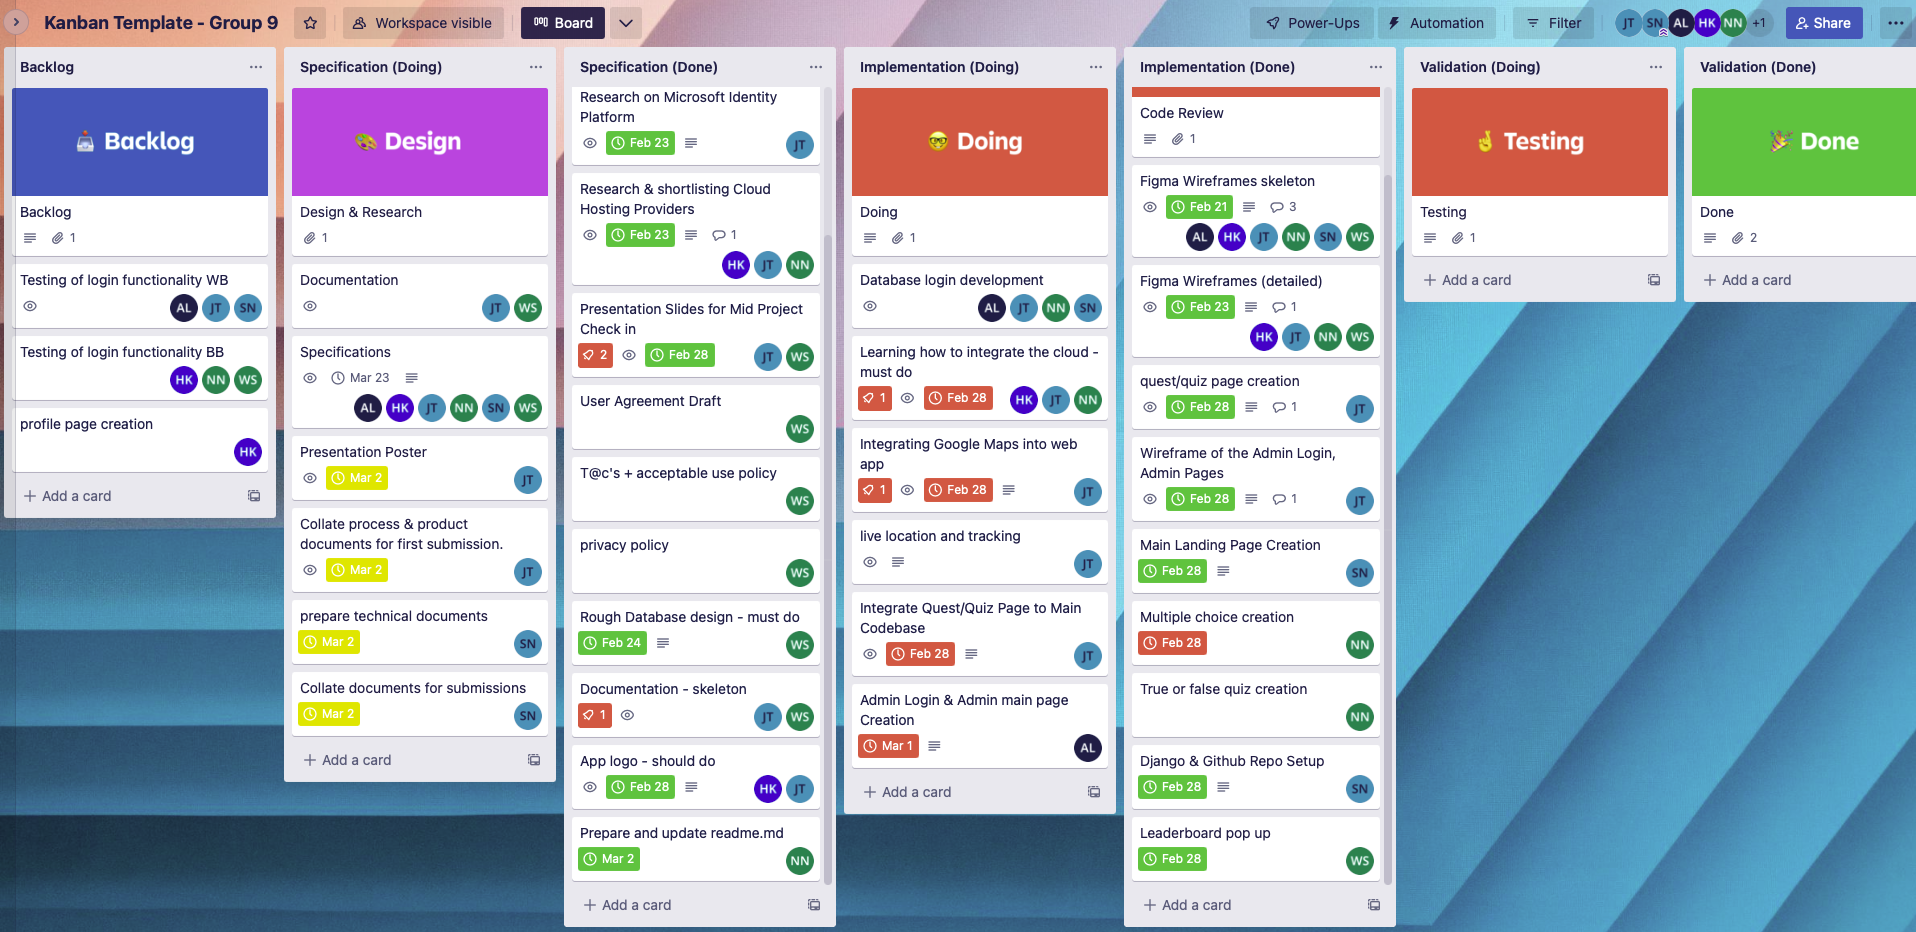 Kanban Template - Group 9
Workspace visible
Board
Power-Ups
Automation
Filter
JT SN AL HK NN +1
Share
Backlog
Backlog
Backlog
1
Testing of login functionality WB
AL JT SN
Testing of login functionality BB
HK NN WS
profile page creation
HK
Add a card
Specification (Doing)
Design
Design & Research
1
Documentation
JT WS
Specifications
Mar 23
AL HK JT NN SN WS
Presentation Poster
Mar 2
JT
Collate process & product
documents for first submission.
Mar 2
JT
prepare technical documents
Mar 2
SN
Collate documents for submissions
Mar 2
SN
Add a card
Specification (Done)
Research on Microsoft Identity
Platform
Feb 23
JT
Research & shortlisting Cloud
Hosting Providers
Feb 23 1
HK JT NN
Presentation Slides for Mid Project
Check in
2 Feb 28
JT WS
User Agreement Draft
WS
T@c's + acceptable use policy
WS
privacy policy
WS
Rough Database design - must do
Feb 24
WS
Documentation - skeleton
1
JT WS
App logo - should do
Feb 28
HK JT
Prepare and update readme.md
Mar 2
NN
Add a card
Implementation (Doing)
Doing
Doing
1
Database login development
AL JT NN SN
Learning how to integrate the cloud -
must do
1 Feb 28
HK JT NN
Integrating Google Maps into web
app
1 Feb 28
JT
live location and tracking
JT
Integrate Quest/Quiz Page to Main
Codebase
Feb 28
JT
Admin Login & Admin main page
Creation
Mar 1
AL
Add a card
Implementation (Done)
Code Review
1
Figma Wireframes skeleton
Feb 21 3
AL HK JT NN SN WS
Figma Wireframes (detailed)
Feb 23 1
HK JT NN WS
quest/quiz page creation
Feb 28 1
JT
Wireframe of the Admin Login,
Admin Pages
Feb 28 1
JT
Main Landing Page Creation
Feb 28
SN
Multiple choice creation
Feb 28
NN
True or false quiz creation
NN
Django & Github Repo Setup
Feb 28
SN
Leaderboard pop up
Feb 28
WS
Add a card
Validation (Doing)
Testing
Testing
1
Add a card
Validation (Done)
Done
Done
2
Add a card